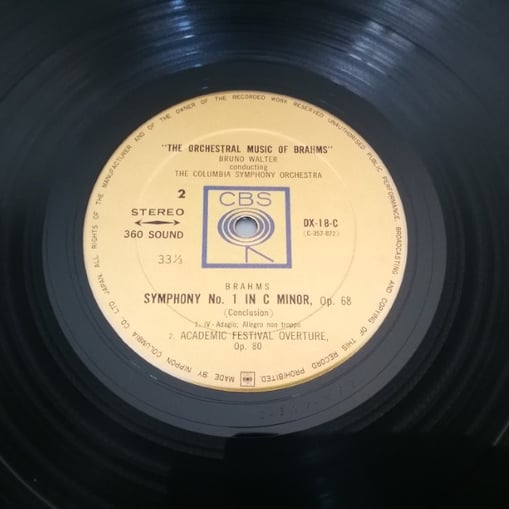 "THE ORCHESTRAL MUSIC OF BRAHMS"
BRUNO WALTER
conducting
THE COLUMBIA SYMPHONY ORCHESTRA
2
CBS
STEREO
DX-18-C
(C-357-872)
360 SOUND
33⅓
BRAHMS
SYMPHONY No. 1 IN C MINOR, Op. 68
(Conclusion)
1. IV - Adagio; Allegro non troppo
2. ACADEMIC FESTIVAL OVERTURE,
Op. 80
MADE BY NIPPON COLUMBIA CO., LTD. JAPAN ALL RIGHTS OF THE MANUFACTURER AND OF THE OWNER OF THE RECORDED WORK RESERVED UNAUTHORISED PUBLIC PERFORMANCE, BROADCASTING AND COPYING OF THIS RECORD PROHIBITED.